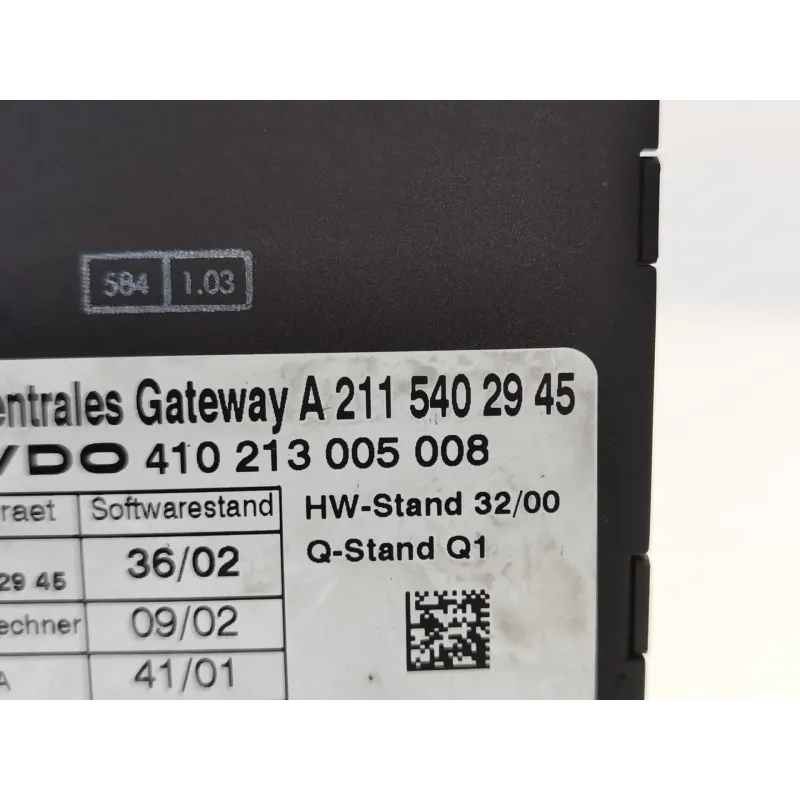 584 1.03
entrales Gateway A 211 540 29 45
VDO 410 213 005 008
raet Softwarestand
HW-Stand 32/00
29 45 36/02
Q-Stand Q1
echner 09/02
A 41/01